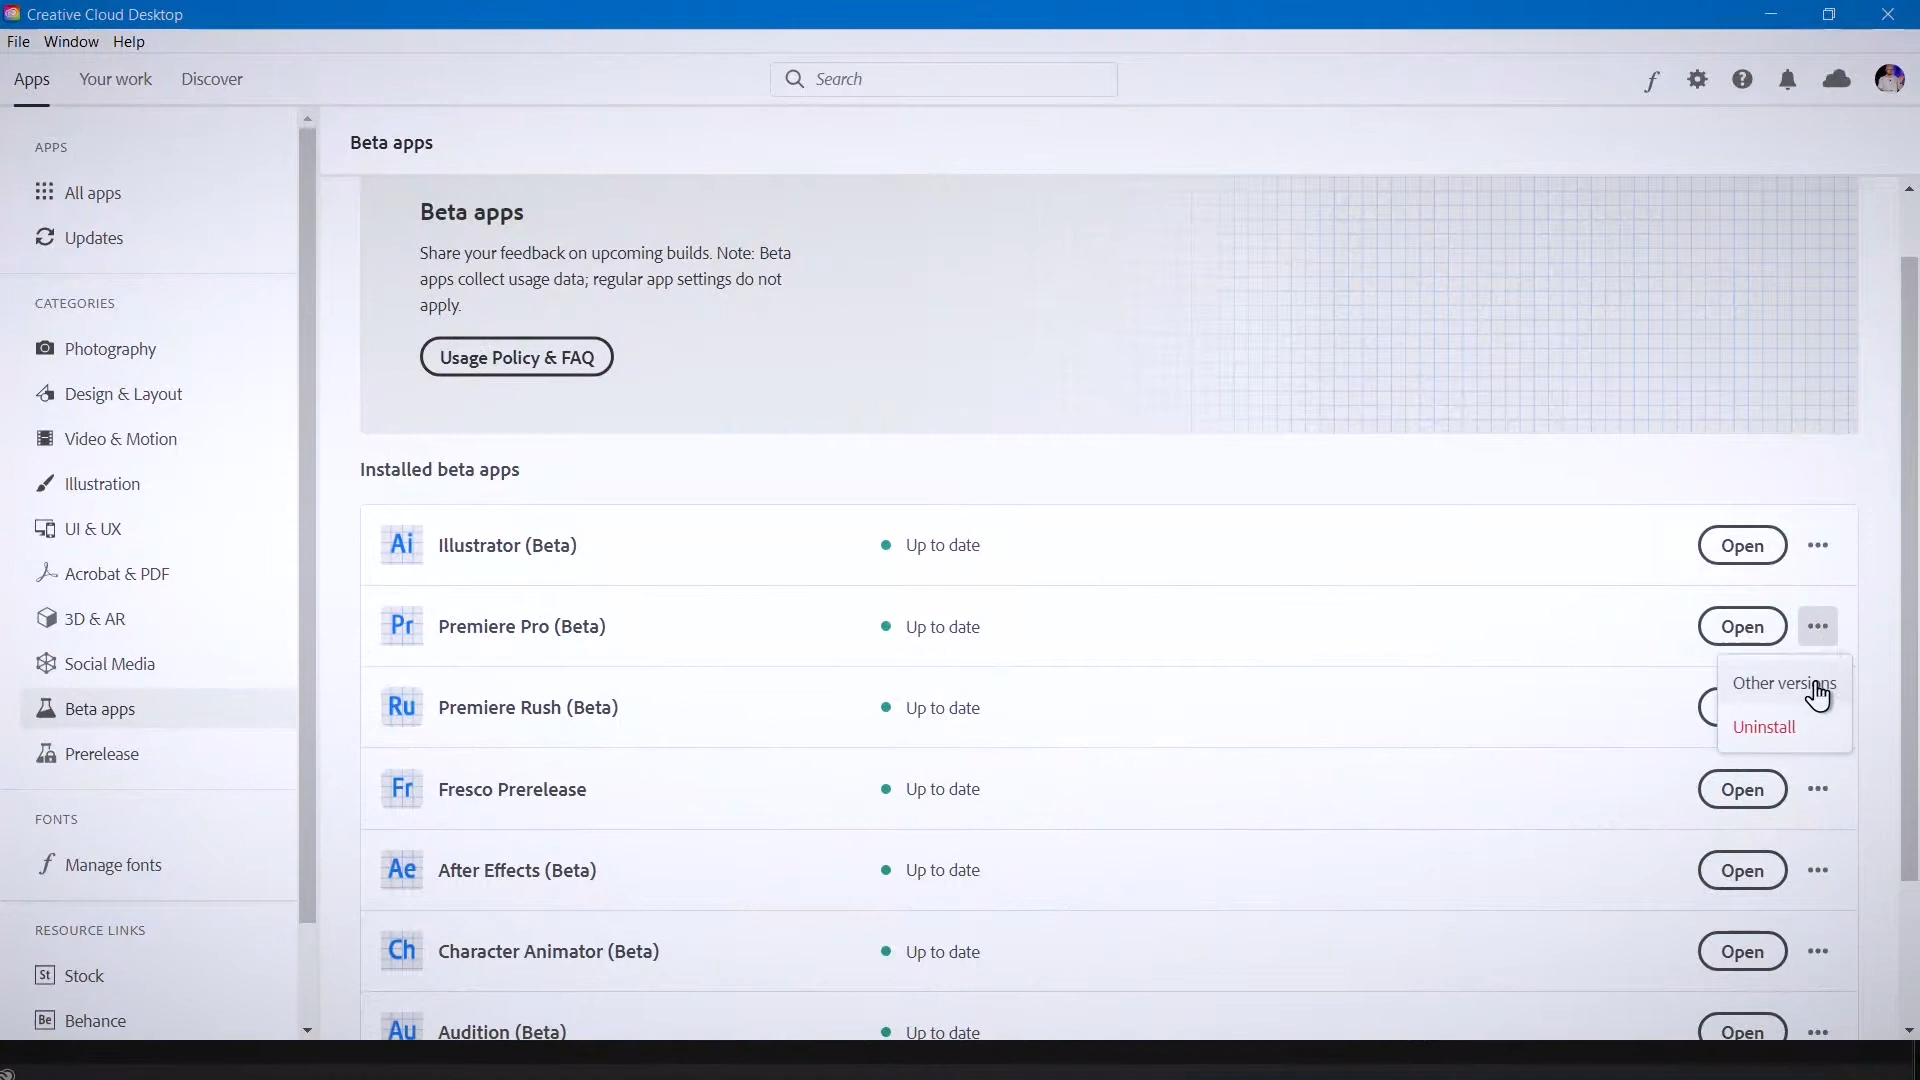 Creative Cloud Desktop
File Window Help
Apps Your work Discover
Search
APPS
All apps
Updates
CATEGORIES
Photography
Design & Layout
Video & Motion
Illustration
UI & UX
Acrobat & PDF
3D & AR
Social Media
Beta apps
Prerelease
FONTS
Manage fonts
RESOURCE LINKS
St Stock
Be Behance
Beta apps
Beta apps
Share your feedback on upcoming builds. Note: Beta
apps collect usage data; regular app settings do not
apply.
Usage Policy & FAQ
Installed beta apps
Ai Illustrator (Beta) Up to date Open
Pr Premiere Pro (Beta) Up to date Open
Other versions
Uninstall
Ru Premiere Rush (Beta) Up to date
Fr Fresco Prerelease Up to date Open
Ae After Effects (Beta) Up to date Open
Ch Character Animator (Beta) Up to date Open
Au Audition (Beta) Up to date Open